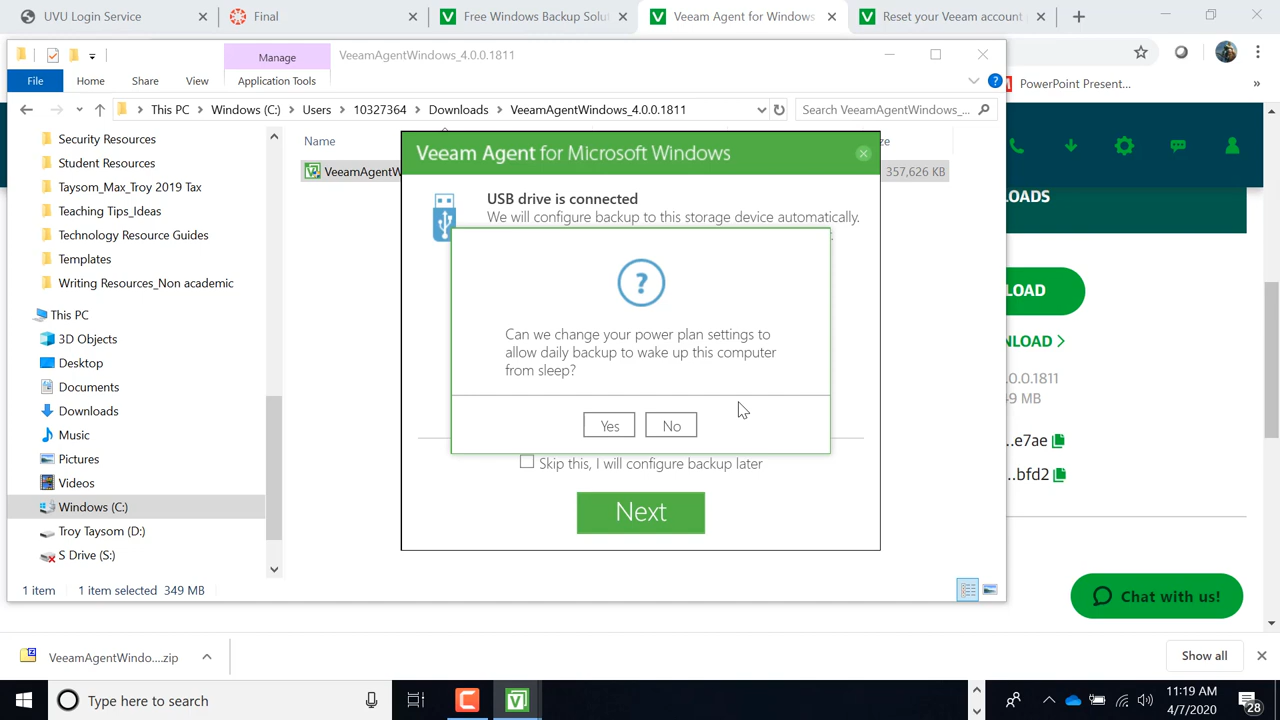 UVU Login Service
Final
Free Windows Backup Solu
Veeam Agent for Windows
Reset your Veeam account
Manage
VeeamAgentWindows_4.0.0.1811
File
Home
Share
View
Application Tools
PowerPoint Present...
»
This PC
Windows (C:)
Users
10327364
Downloads
VeeamAgentWindows_4.0.0.1811
Search VeeamAgentWindows_...
Security Resources
Student Resources
Taysom_Max_Troy 2019 Tax
Teaching Tips_Ideas
Technology Resource Guides
Templates
Writing Resources_Non academic
This PC
3D Objects
Desktop
Documents
Downloads
Music
Pictures
Videos
Windows (C:)
Troy Taysom (D:)
S Drive (S:)
Name
ze
VeeamAgentW
357,626 KB
Veeam Agent for Microsoft Windows
USB drive is connected
We will configure backup to this storage device automatically.
?
Can we change your power plan settings to
allow daily backup to wake up this computer
from sleep?
Yes
No
Skip this, I will configure backup later
Next
1 item
1 item selected
349 MB
OADS
LOAD
NLOAD
.0.0.1811
9 MB
...e7ae
...bfd2
Chat with us!
VeeamAgentWindo....zip
Show all
Type here to search
11:19 AM
4/7/2020
28